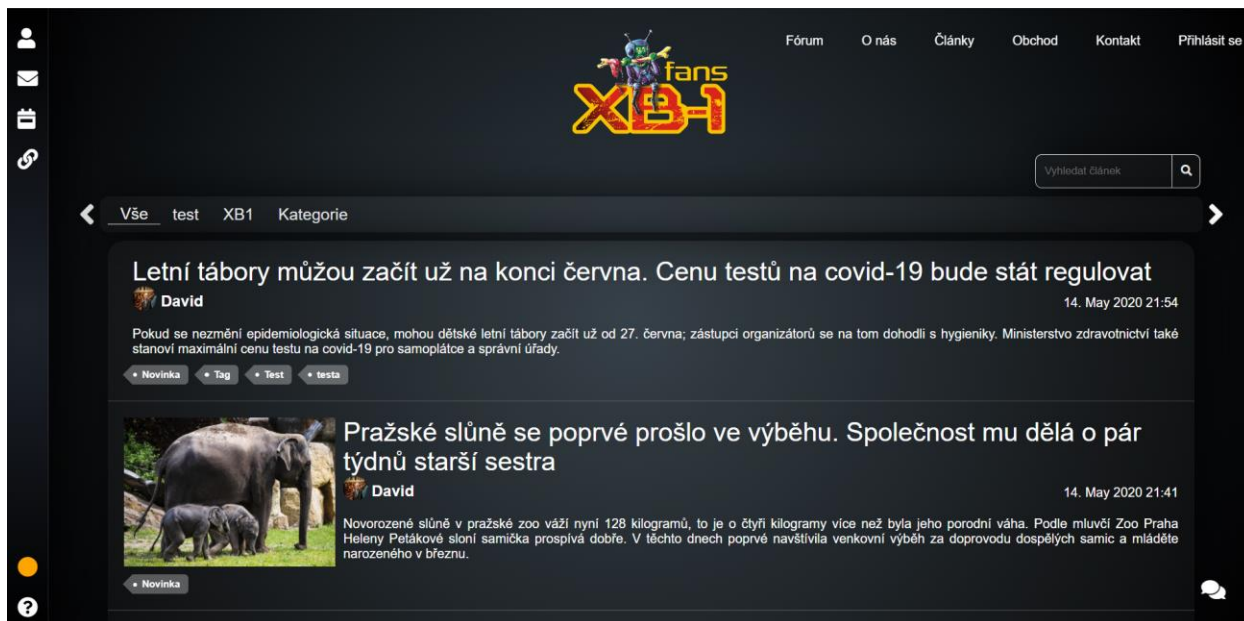 Fórum O nás Články Obchod Kontakt Přihlásit se
fans
XB-1
Vyhledat článek
Vše test XB1 Kategorie
Letní tábory můžou začít už na konci června. Cenu testů na covid-19 bude stát regulovat
David 14. May 2020 21:54
Pokud se nezmění epidemiologická situace, mohou dětské letní tábory začít už od 27. června; zástupci organizátorů se na tom dohodli s hygieniky. Ministerstvo zdravotnictví také
stanoví maximální cenu testu na covid-19 pro samoplátce a správní úřady.
• Novinka • Tag • Test • testa
Pražské slůně se poprvé prošlo ve výběhu. Společnost mu dělá o pár
týdnů starší sestra
David 14. May 2020 21:41
Novorozené slůně v pražské zoo váží nyní 128 kilogramů, to je o čtyři kilogramy více než byla jeho porodní váha. Podle mluvčí Zoo Praha
Heleny Petákové sloní samička prospívá dobře. V těchto dnech poprvé navštívila venkovní výběh za doprovodu dospělých samic a mláděte
narozeného v březnu.
• Novinka